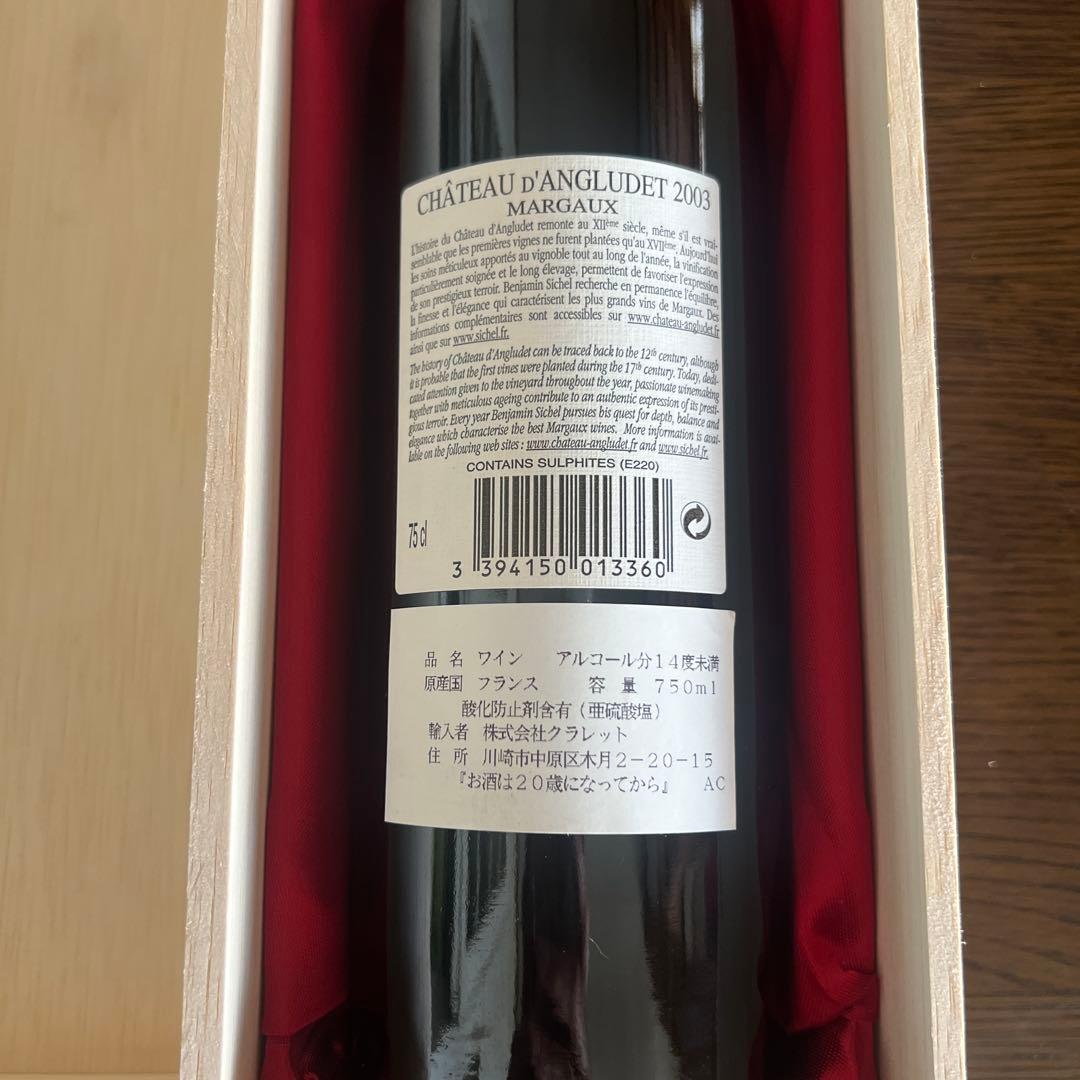 CHÂTEAU D'ANGLUDET 2003
MARGAUX
L'histoire du Château d'Angludet remonte au XIIème siècle, même s'il est vrai-
semblable que les premières vignes ne furent plantées qu'au XVIIème. Aujourd'hui
les soins méticuleux apportés au vignoble tout au long de l'année, la vinification
particulièrement soignée et le long élevage, permettent de favoriser l'expression
de son prestigieux terroir. Benjamin Sichel recherche en permanence l'équilibre,
la finesse et l'élégance qui caractérisent les plus grands vins de Margaux. Des
informations complémentaires sont accessibles sur www.chateau-angludet.fr
ainsi que sur www.sichel.fr.
The history of Château d'Angludet can be traced back to the 12th century, although
it is probable that the first vines were planted during the 17th century. Today, dedi-
cated attention given to the vineyard throughout the year, passionate winemaking
together with meticulous ageing contribute to an authentic expression of its presti-
gious terroir. Every year Benjamin Sichel pursues his quest for depth, balance and
elegance which characterise the best Margaux wines. More information is avai-
lable on the following web sites : www.chateau-angludet.fr and www.sichel.fr.
CONTAINS SULPHITES (E220)
75 cl
3 394150 013360
品名 ワイン アルコール分14度未満
原産国 フランス 容量 750ml
酸化防止剤含有(亜硫酸塩)
輸入者 株式会社クラレット
住所 川崎市中原区木月2-20-15
『お酒は20歳になってから』 AC